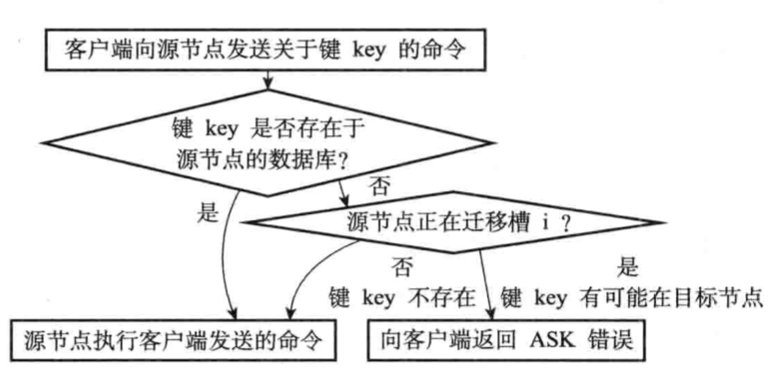 客户端向源节点发送关于键 key 的命令
键 key 是否存在于
源节点的数据库?
否
是
源节点正在迁移槽 i ?
否
是
键 key 不存在
键 key 有可能在目标节点
源节点执行客户端发送的命令
向客户端返回 ASK 错误